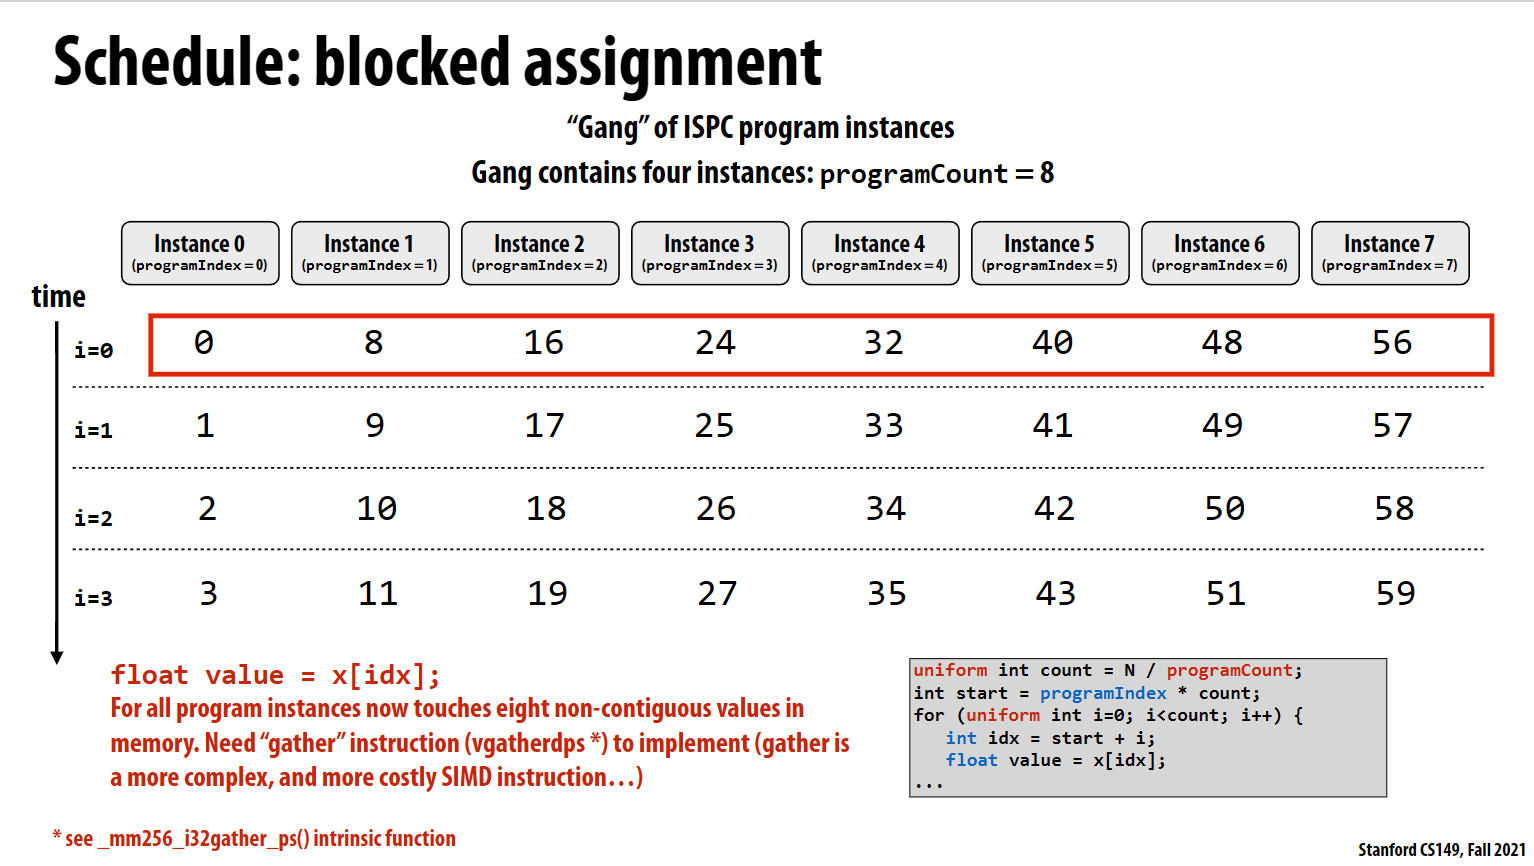 Schedule: blocked assignment
“Gang” of ISPC program instances
Gang contains four instances: programCount = 8
Instance 0
(programIndex=0)
Instance 1
(programIndex=1)
Instance 2
(programIndex=2)
Instance 3
(programIndex=3)
Instance 4
(programIndex=4)
Instance 5
(programIndex=5)
Instance 6
(programIndex=6)
Instance 7
(programIndex=7)
time
i=0 0 8 16 24 32 40 48 56
i=1 1 9 17 25 33 41 49 57
i=2 2 10 18 26 34 42 50 58
i=3 3 11 19 27 35 43 51 59
float value = x[idx];
For all program instances now touches eight non-contiguous values in
memory. Need “gather” instruction (vgatherdps *) to implement (gather is
a more complex, and more costly SIMD instruction…)
uniform int count = N / programCount;
int start = programIndex * count;
for (uniform int i=0; i<count; i++) {
int idx = start + i;
float value = x[idx];
...
* see _mm256_i32gather_ps() intrinsic function
Stanford CS149, Fall 2021